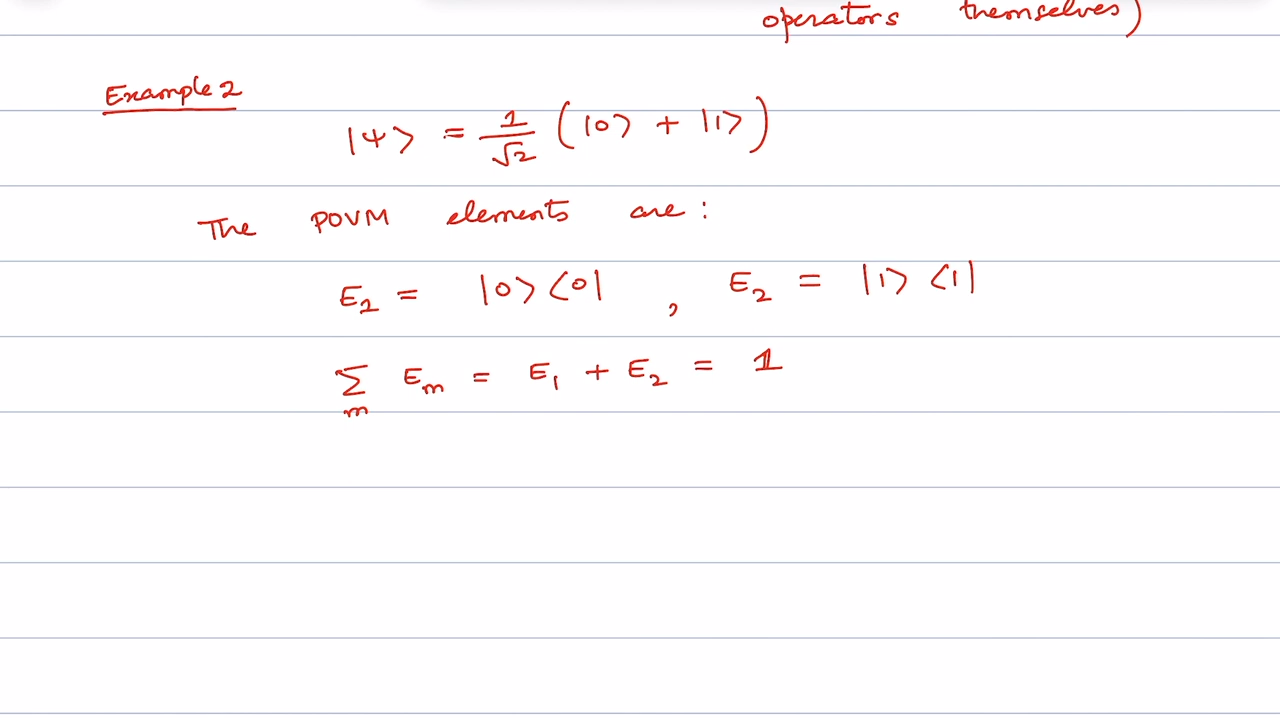 operators themselves)
Example 2
|ψ> = 1/√2 (|0> + |1>)
The POVM elements are:
E₂ = |0><0| , E₂ = |1><1|
∑ₘ Eₘ = E₁ + E₂ = 𝟙